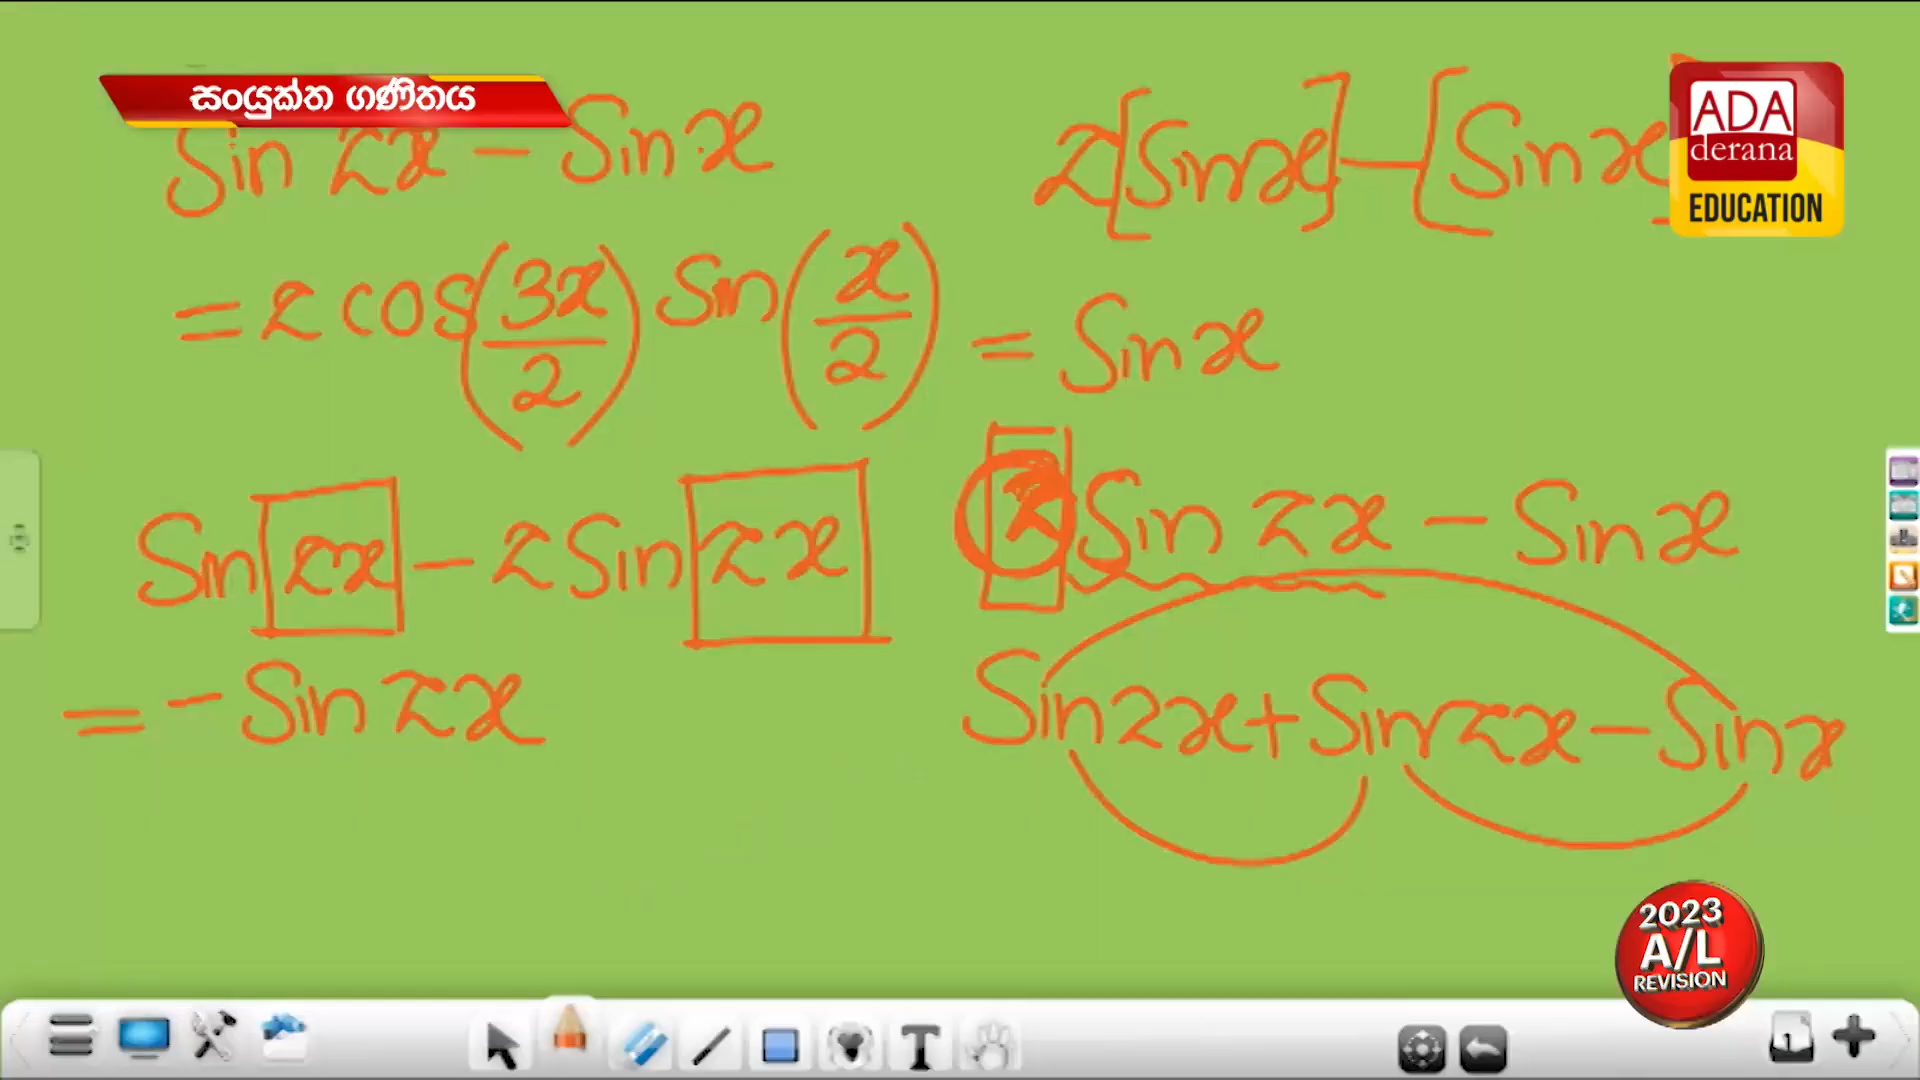 සංයුක්ත ගණිතය
Sin 2x - Sin x
= 2 cos(3x/2) Sin(x/2)
Sin 2x - 2 Sin 2x
= - Sin 2x
2[Sin x] - [Sin x
= Sin x
2 Sin 2x - Sin x
Sin 2x + Sin 2x - Sin x
ADA
derana
EDUCATION
2023
A/L
REVISION
T
1